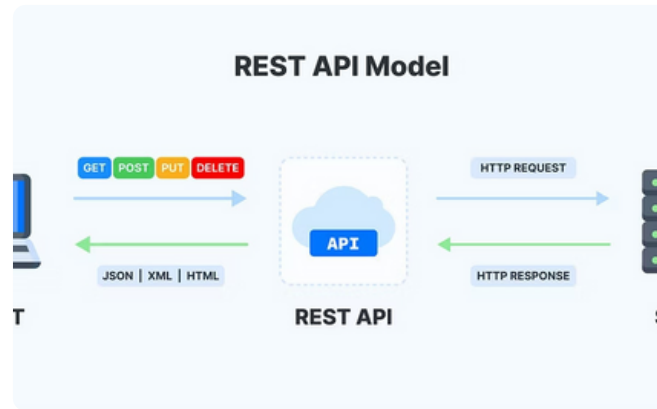 REST API Model
GET POST PUT DELETE
HTTP REQUEST
API
JSON | XML | HTML
HTTP RESPONSE
REST API